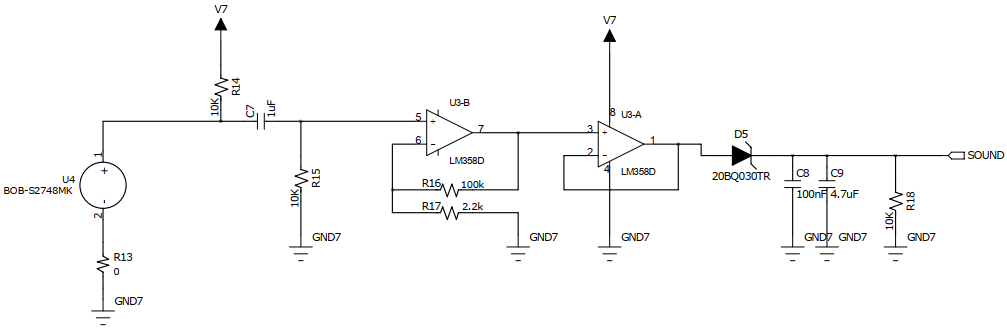 V7
V7
R14
10K
C7
1uF
U3-B
8
U3-A
5
+
7
3
+
1
6
-
2
-
D5
SOUND
1
U4
+
BOB-S2748MK
-
2
LM358D
4
LM358D
20BQ030TR
R15
10K
R16
100k
R17
2.2k
C8
100nF
C9
4.7uF
R18
10K
GND7
GND7
GND7
GND7
GND7
GND7
R13
0
GND7